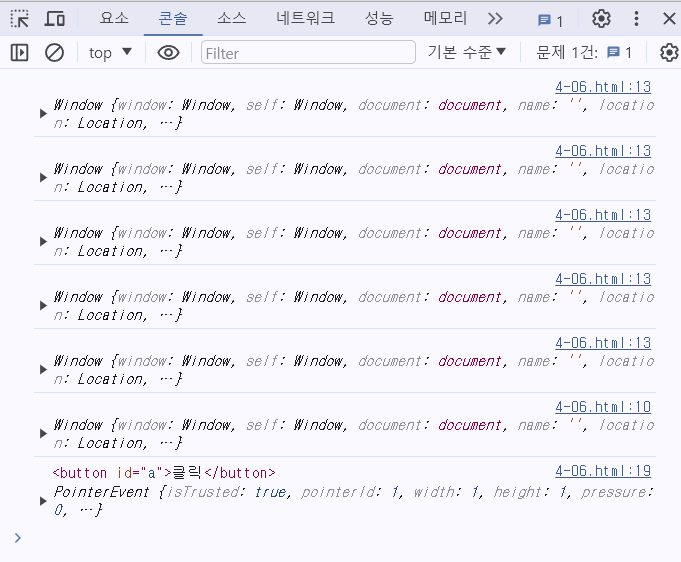 요소 콘솔 소스 네트워크 성능 메모리 1
top Filter 기본 수준 문제 1건: 1
4-06.html:13
Window {window: Window, self: Window, document: document, name: '', locatio
n: Location, …}
4-06.html:13
Window {window: Window, self: Window, document: document, name: '', locatio
n: Location, …}
4-06.html:13
Window {window: Window, self: Window, document: document, name: '', locatio
n: Location, …}
4-06.html:13
Window {window: Window, self: Window, document: document, name: '', locatio
n: Location, …}
4-06.html:13
Window {window: Window, self: Window, document: document, name: '', locatio
n: Location, …}
4-06.html:10
Window {window: Window, self: Window, document: document, name: '', locatio
n: Location, …}
<button id="a">클릭</button> 4-06.html:19
PointerEvent {isTrusted: true, pointerId: 1, width: 1, height: 1, pressure:
0, …}